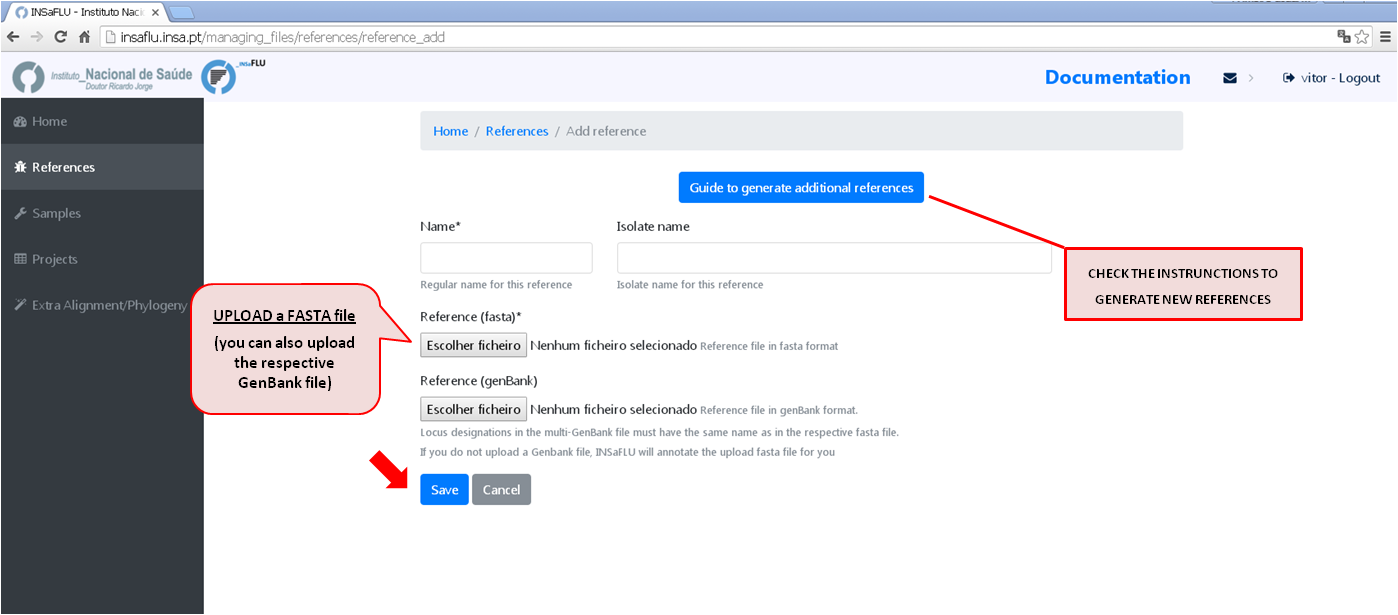 INSaFLU - Instituto Naci
insaflu.insa.pt/managing_files/references/reference_add
Instituto_Nacional de Saúde
Doutor Ricardo Jorge
_INSaFLU
Documentation
vitor - Logout
Home
References
Samples
Projects
Extra Alignment/Phylogeny
Home / References / Add reference
Guide to generate additional references
Name*
Isolate name
Regular name for this reference
Isolate name for this reference
CHECK THE INSTRUNCTIONS TO
GENERATE NEW REFERENCES
UPLOAD a FASTA file
(you can also upload
the respective
GenBank file)
Reference (fasta)*
Escolher ficheiro Nenhum ficheiro selecionado Reference file in fasta format
Reference (genBank)
Escolher ficheiro Nenhum ficheiro selecionado Reference file in genBank format.
Locus designations in the multi-GenBank file must have the same name as in the respective fasta file.
If you do not upload a Genbank file, INSaFLU will annotate the upload fasta file for you
Save Cancel